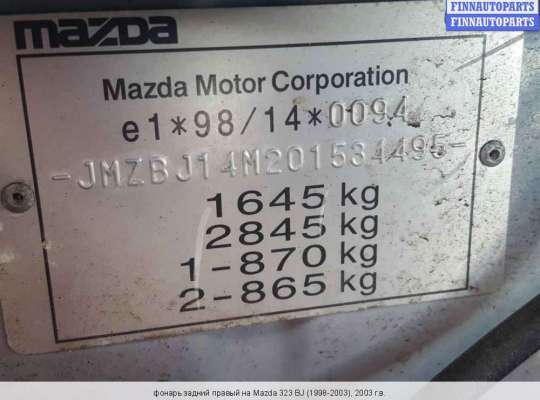 FINNAUTOPARTS
FINNAUTOPARTS
FINNAUTOPARTS
mazda
Mazda Motor Corporation
e1*98/14*0094
-JMZBJ14M201534495-
1645 kg
2845 kg
1-870 kg
2-865 kg
фонарь задний правый на Mazda 323 BJ (1998-2003), 2003 г.в.